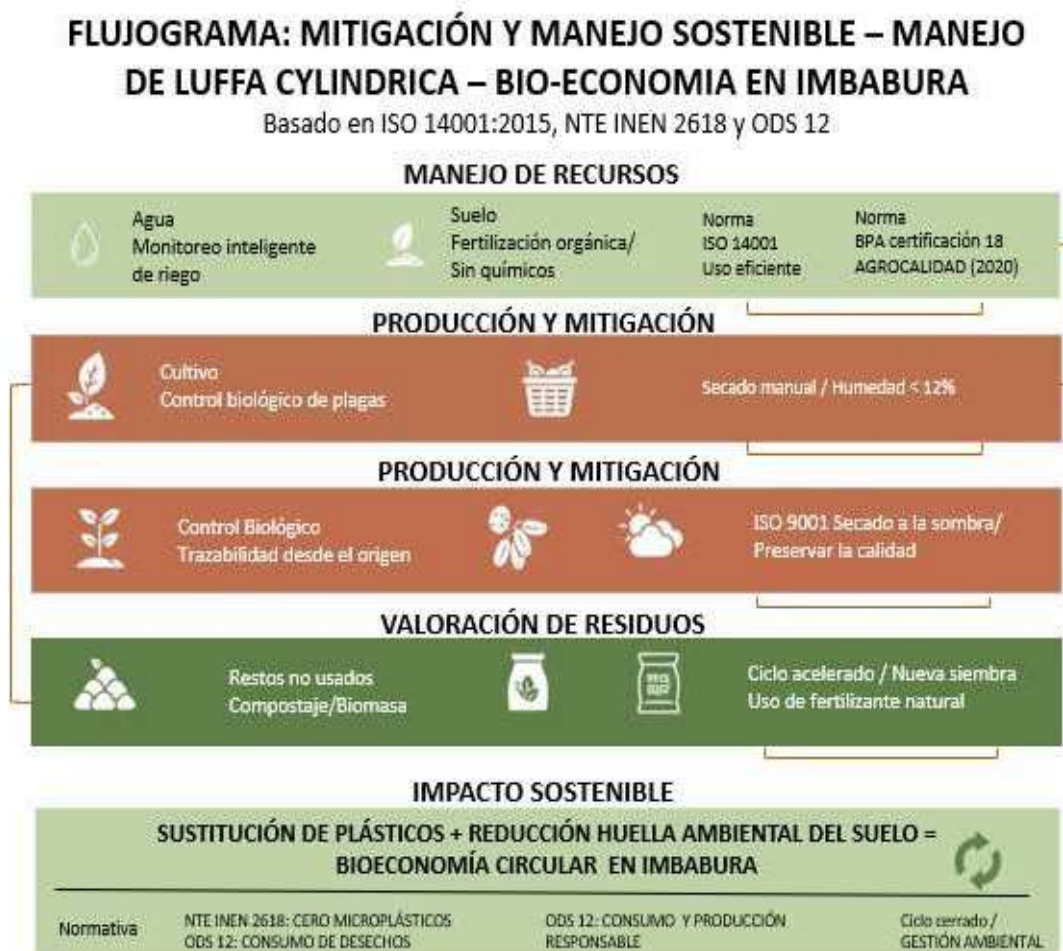 FLUJOGRAMA: MITIGACIÓN Y MANEJO SOSTENIBLE – MANEJO
DE LUFFA CYLINDRICA – BIO-ECONOMIA EN IMBABURA
Basado en ISO 14001:2015, NTE INEN 2618 y ODS 12
MANEJO DE RECURSOS
Agua
Monitoreo inteligente
de riego
Suelo
Fertilización orgánica/
Sin químicos
Norma
ISO 14001
Uso eficiente
Norma
BPA certificación 18
AGROCALIDAD (2020)
PRODUCCIÓN Y MITIGACIÓN
Cultivo
Control biológico de plagas
Secado manual / Humedad < 12%
PRODUCCIÓN Y MITIGACIÓN
Control Biológico
Trazabilidad desde el origen
ISO 9001 Secado a la sombra/
Preservar la calidad
VALORACIÓN DE RESIDUOS
Restos no usados
Compostaje/Biomasa
Ciclo acelerado / Nueva siembra
Uso de fertilizante natural
IMPACTO SOSTENIBLE
SUSTITUCIÓN DE PLÁSTICOS + REDUCCIÓN HUELLA AMBIENTAL DEL SUELO =
BIOECONOMÍA CIRCULAR EN IMBABURA
Normativa
NTE INEN 2618: CERO MICROPLÁSTICOS
ODS 12: CONSUMO DE DESECHOS
ODS 12: CONSUMO Y PRODUCCIÓN
RESPONSABLE
Ciclo cerrado /
GESTIÓN AMBIENTAL